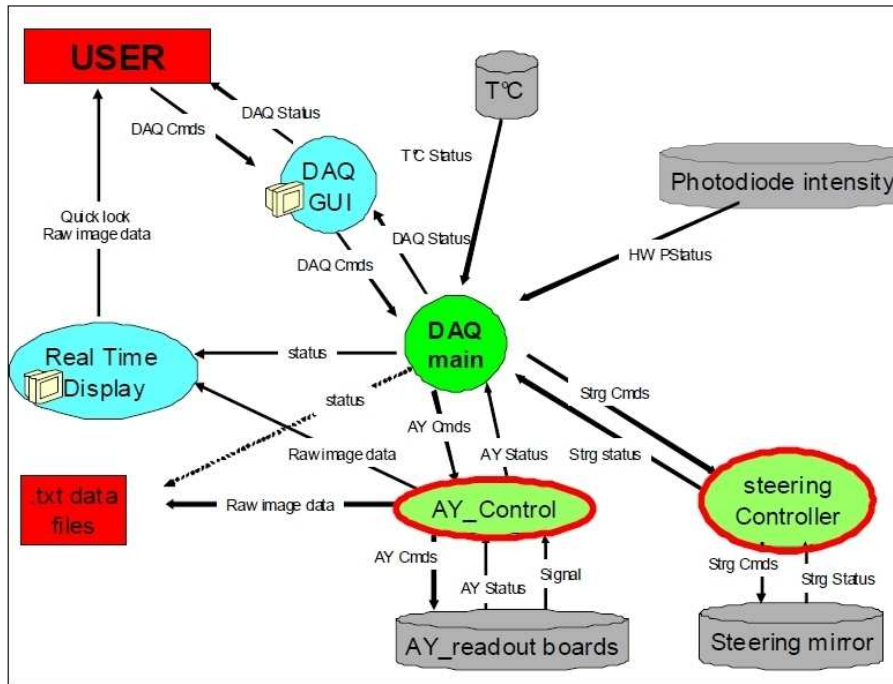 USER
T°C
DAQ Status
DAQ Cmds
T°C Status
DAQ
GUI
Photodiode intensity
Quick look
Raw image data
DAQ Status
DAQ Cmds
HW PStatus
DAQ
main
Real Time
Display
status
status
Strg Cmds
AY Cmds
Strg status
AY Status
Raw image data
.txt data
files
Raw image data
AY_Control
steering
Controller
AY Cmds
AY Status
Signal
Strg Cmds
Strg Status
AY_readout boards
Steering mirror